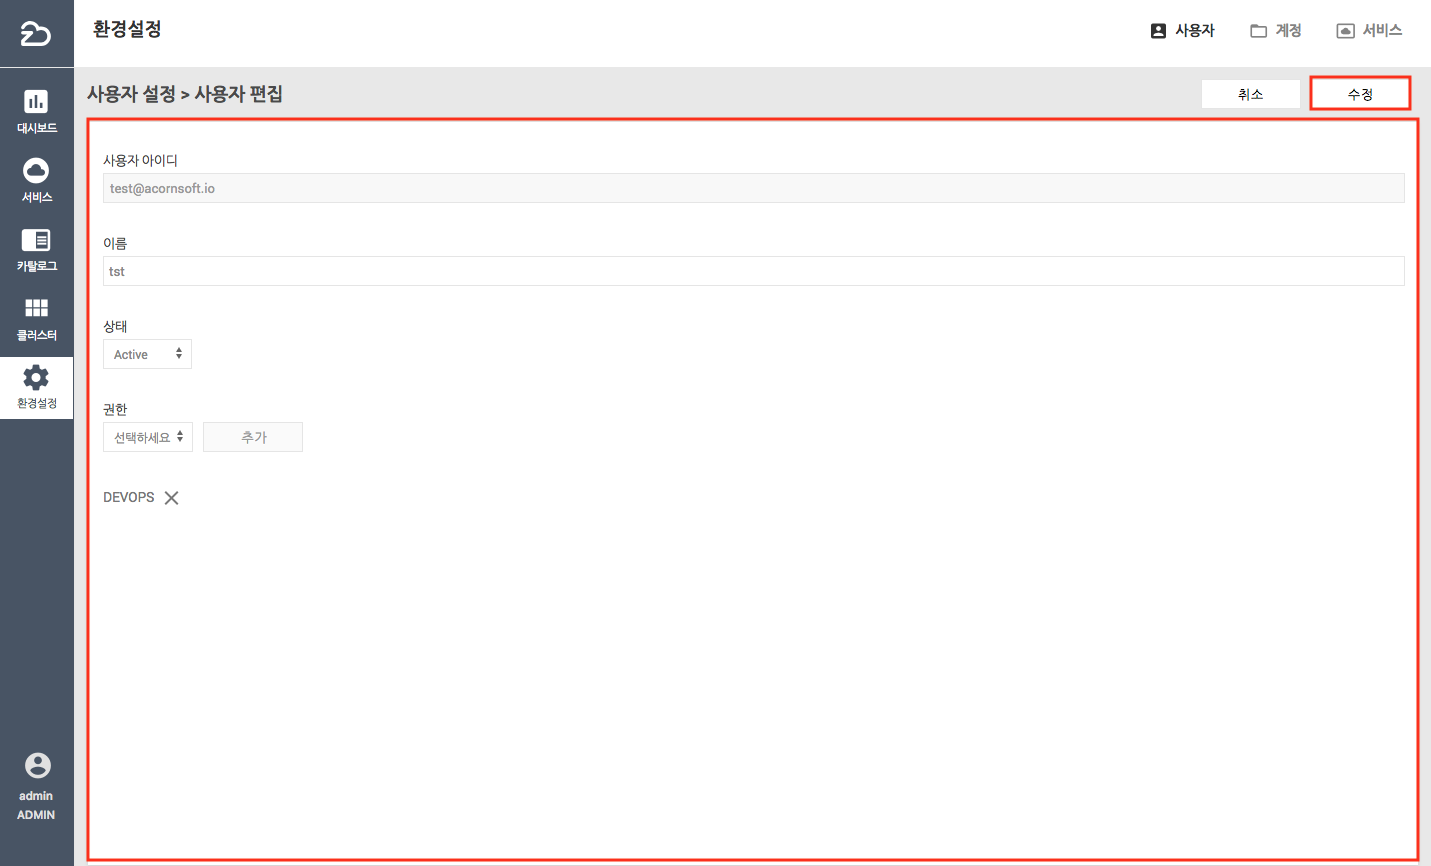 환경설정
사용자
계정
서비스
대시보드
서비스
카탈로그
클러스터
환경설정
admin
ADMIN
사용자 설정 > 사용자 편집
취소
수정
사용자 아이디
test@acornsoft.io
이름
tst
상태
Active
권한
선택하세요
추가
DEVOPS